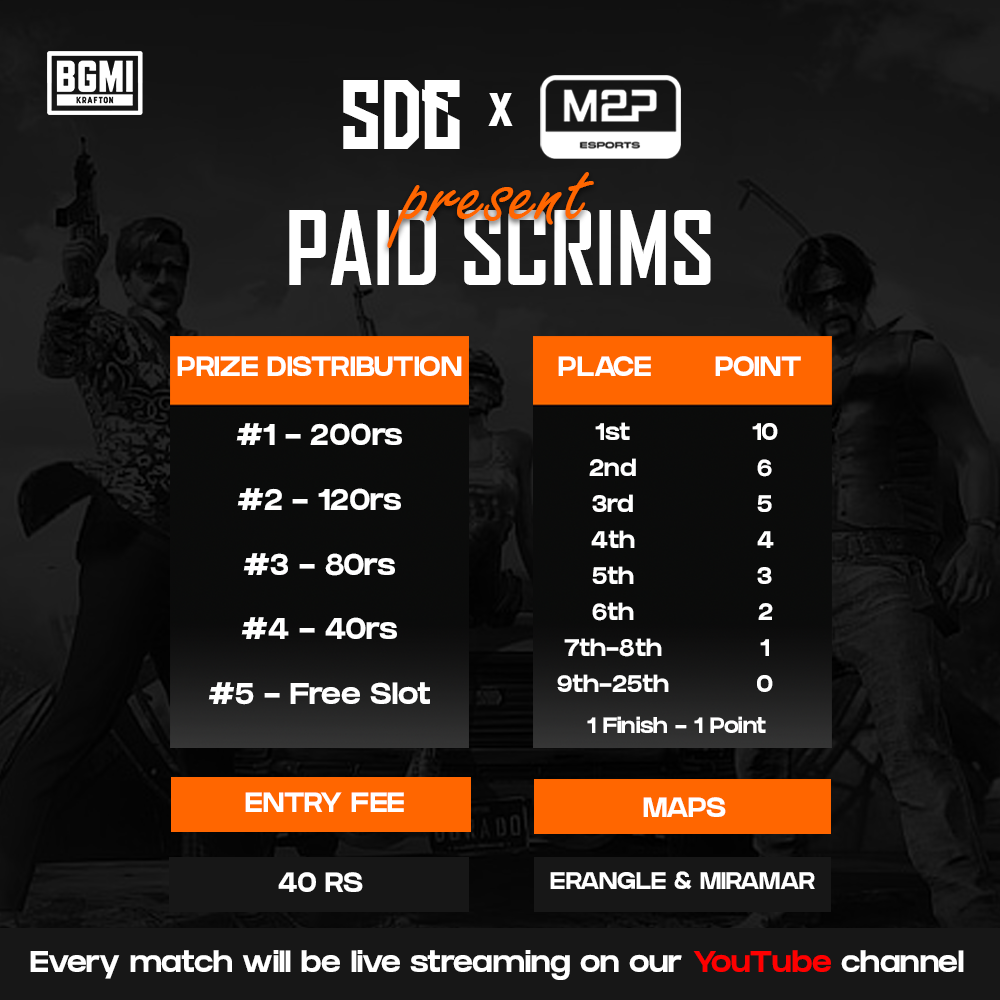 BGMI
KRAFTON
SDE x M2P
ESPORTS
present
PAID SCRIMS
PRIZE DISTRIBUTION
#1 - 200rs
#2 - 120rs
#3 - 80rs
#4 - 40rs
#5 - Free Slot
PLACE POINT
1st 10
2nd 6
3rd 5
4th 4
5th 3
6th 2
7th-8th 1
9th-25th 0
1 Finish - 1 Point
ENTRY FEE
40 RS
MAPS
ERANGLE & MIRAMAR
Every match will be live streaming on our YouTube channel